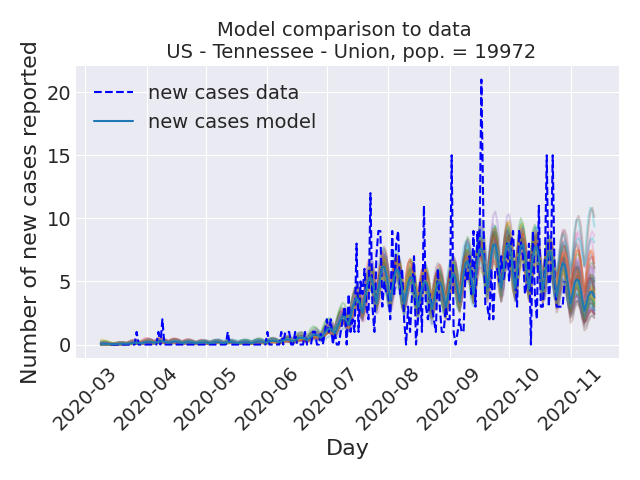 Model comparison to data
US - Tennessee - Union, pop. = 19972
Number of new cases reported
20
15
10
5
0
new cases data
new cases model
2020-03
2020-04
2020-05
2020-06
2020-07
2020-08
2020-09
2020-10
2020-11
Day